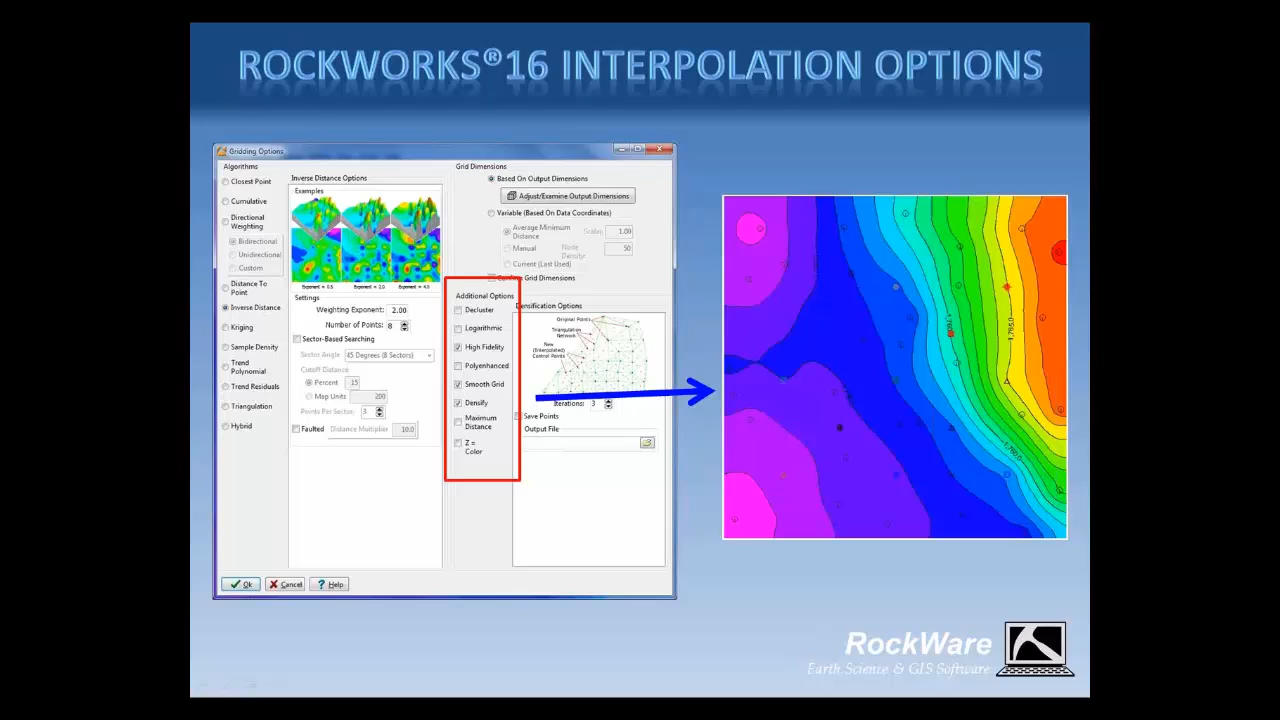 ROCKWORKS®16 INTERPOLATION OPTIONS
Gridding Options
Algorithms
Closest Point
Cumulative
Directional
Weighting
Bidirectional
Unidirectional
Custom
Distance To
Point
Inverse Distance
Kriging
Sample Density
Trend
Polynomial
Trend Residuals
Triangulation
Hybrid
Inverse Distance Options
Examples
Exponent = 0.5 Exponent = 2.0 Exponent = 4.0
Settings
Weighting Exponent: 2.00
Number of Points: 8
Sector-Based Searching
Sector Angle 45 Degrees (8 Sectors)
Cutoff Distance
Percent 15
Map Units 200
Points Per Sector: 3
Faulted Distance Multiplier 10.0
Grid Dimensions
Based On Output Dimensions
Adjust/Examine Output Dimensions
Variable (Based On Data Coordinates)
Average Minimum
Distance
Scalar: 1.00
Manual
Node
Density: 50
Current (Last Used)
Grid Dimensions
Additional Options
Decluster
Logarithmic
High Fidelity
Polyenhanced
Smooth Grid
Densify
Maximum
Distance
Z =
Color
Densification Options
Original Points
Triangulation
Network
New
(Interpolated)
Control Points
Iterations: 3
Save Points
Output File
Ok Cancel Help
1,765.0
1,760.0
RockWare
Earth Science & GIS Software